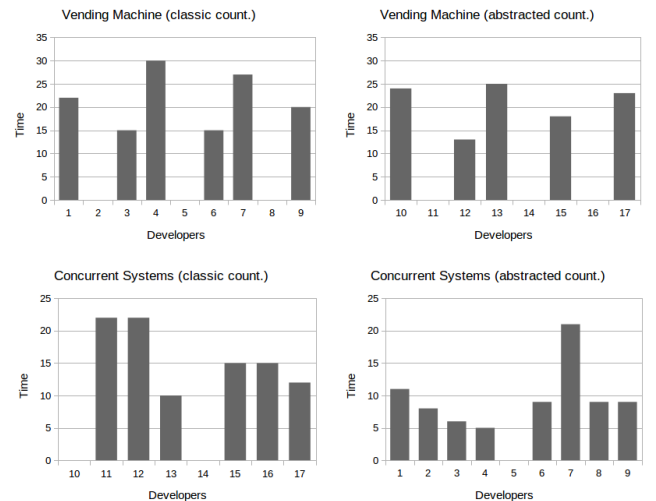 Vending Machine (classic count.)
35
30
25
20
15
10
5
0
Time
1 2 3 4 5 6 7 8 9
Developers
Vending Machine (abstracted count.)
35
30
25
20
15
10
5
0
Time
10 11 12 13 14 15 16 17
Developers
Concurrent Systems (classic count.)
25
20
15
10
5
0
Time
10 11 12 13 14 15 16 17
Developers
Concurrent Systems (abstracted count.)
25
20
15
10
5
0
Time
1 2 3 4 5 6 7 8 9
Developers